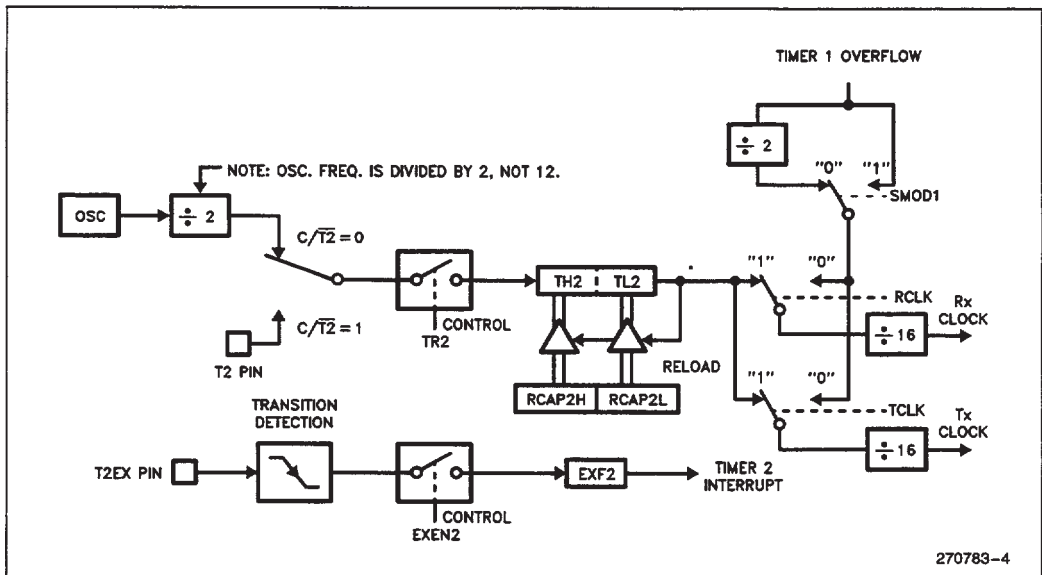 TIMER 1 OVERFLOW
÷ 2
"0" "1"
SMOD1
NOTE: OSC. FREQ. IS DIVIDED BY 2, NOT 12.
OSC
÷ 2
C/T̅2̅ = 0
C/T̅2̅ = 1
T2 PIN
CONTROL
TR2
TH2 TL2
RCAP2H RCAP2L
RELOAD
"1" "0"
RCLK
÷ 16
Rx
CLOCK
"1" "0"
TCLK
÷ 16
Tx
CLOCK
TRANSITION
DETECTION
T2EX PIN
CONTROL
EXEN2
EXF2
TIMER 2
INTERRUPT
270783-4